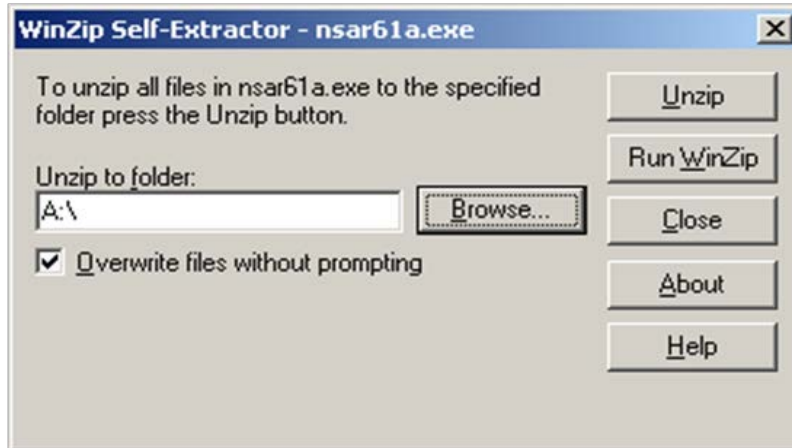 WinZip Self-Extractor - nsar61a.exe
To unzip all files in nsar61a.exe to the specified
folder press the Unzip button.
Unzip to folder:
A:\
Browse...
Overwrite files without prompting
Unzip
Run WinZip
Close
About
Help